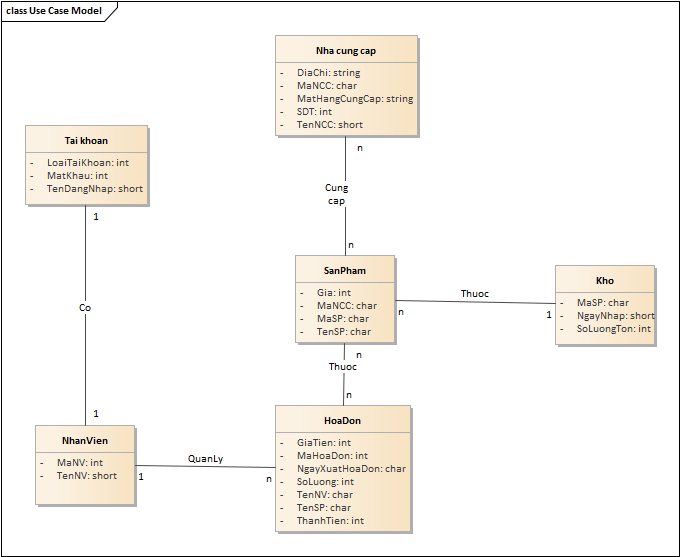 class Use Case Model
Nha cung cap
- DiaChi: string
- MaNCC: char
- MatHangCungCap: string
- SDT: int
- TenNCC: short
n
Cung
cap
n
Tai khoan
- LoaiTaiKhoan: int
- MatKhau: int
- TenDangNhap: short
1
Co
1
SanPham
- Gia: int
- MaNCC: char
- MaSP: char
- TenSP: char
n
Thuoc
1
Kho
- MaSP: char
- NgayNhap: short
- SoLuongTon: int
n
Thuoc
n
NhanVien
- MaNV: int
- TenNV: short
1
QuanLy
n
HoaDon
- GiaTien: int
- MaHoaDon: int
- NgayXuatHoaDon: char
- SoLuong: int
- TenNV: char
- TenSP: char
- ThanhTien: int